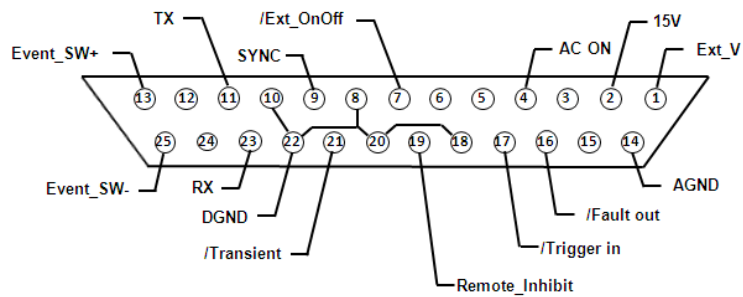 TX /Ext_OnOff 15V
Event_SW+ SYNC AC ON Ext_V
13 12 11 10 9 8 7 6 5 4 3 2 1
25 24 23 22 21 20 19 18 17 16 15 14
Event_SW- RX AGND
DGND /Fault out
/Transient /Trigger in
Remote_Inhibit